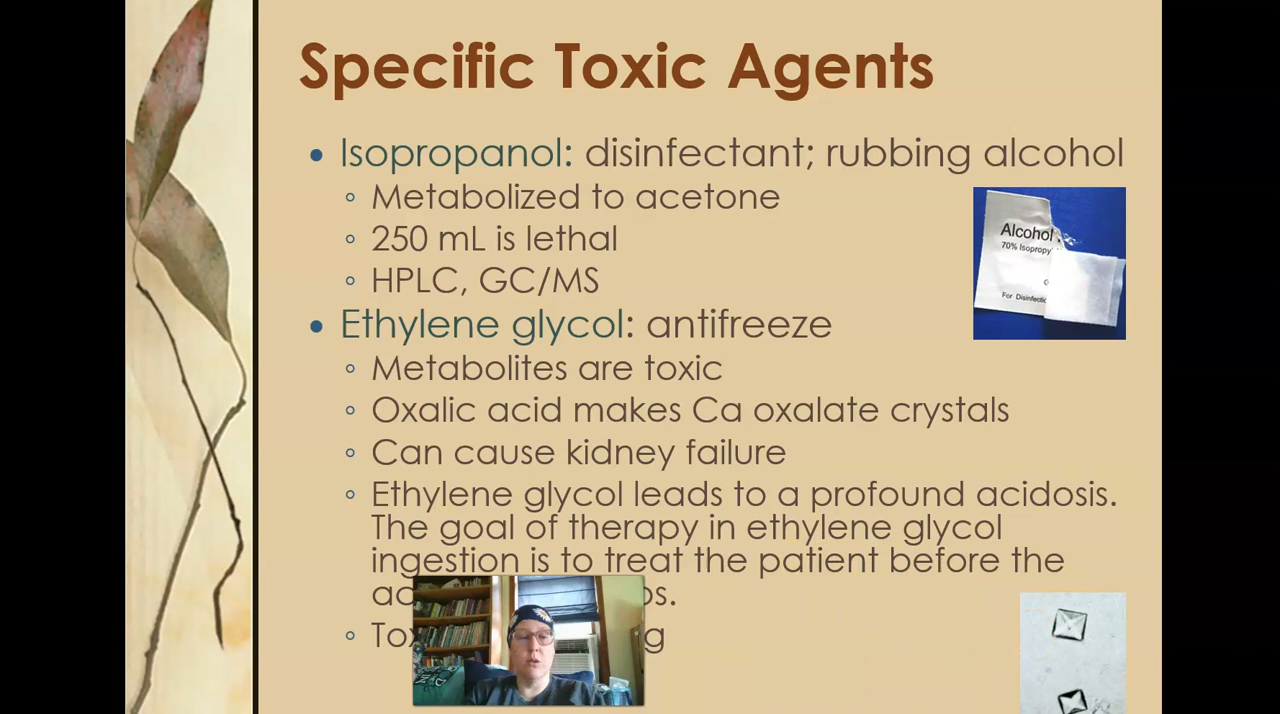 Specific Toxic Agents
• Isopropanol: disinfectant; rubbing alcohol
◦ Metabolized to acetone
◦ 250 mL is lethal
◦ HPLC, GC/MS
Alcohol
70% Isopropy
For Disinfectio
• Ethylene glycol: antifreeze
◦ Metabolites are toxic
◦ Oxalic acid makes Ca oxalate crystals
◦ Can cause kidney failure
◦ Ethylene glycol leads to a profound acidosis.
The goal of therapy in ethylene glycol
ingestion is to treat the patient before the